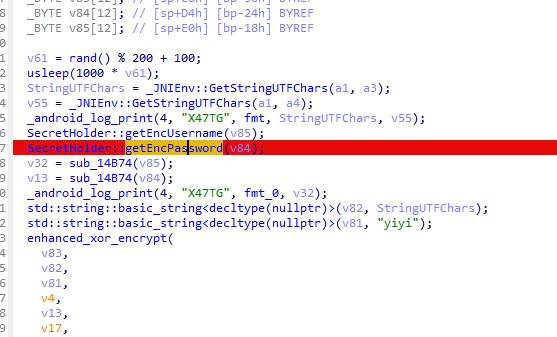 8 _BYTE v84[12]; // [sp+D4h] [bp-24h] BYREF
9 _BYTE v85[12]; // [sp+E0h] [bp-18h] BYREF
0
1 v61 = rand() % 200 + 100;
2 usleep(1000 * v61);
3 StringUTFChars = _JNIEnv::GetStringUTFChars(a1, a3);
4 v55 = _JNIEnv::GetStringUTFChars(a1, a4);
5 _android_log_print(4, "X47TG", fmt, StringUTFChars, v55);
6 SecretHolder::getEncUsername(v85);
7 SecretHolder::getEncPassword(v84);
8 v32 = sub_14B74(v85);
9 v13 = sub_14B74(v84);
0 _android_log_print(4, "X47TG", fmt_0, v32);
1 std::string::basic_string<decltype(nullptr)>(v82, StringUTFChars);
2 std::string::basic_string<decltype(nullptr)>(v81, "yiyi");
3 enhanced_xor_encrypt(
4 v83,
5 v82,
6 v81,
7 v4,
8 v13,
9 v17,